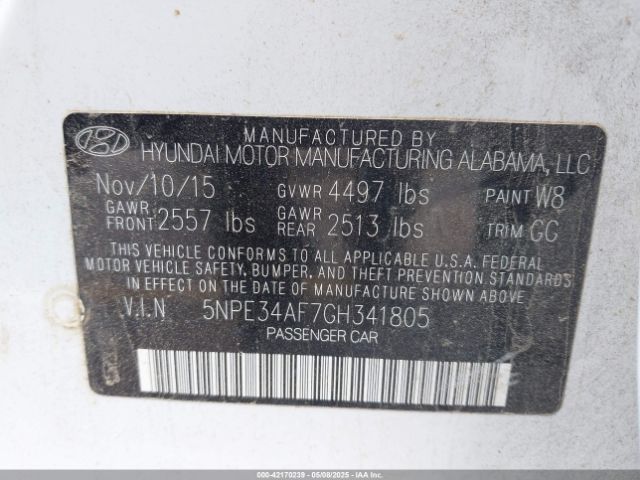 MANUFACTURED BY
HYUNDAI MOTOR MANUFACTURING ALABAMA, LLC
Nov/10/15 GVWR 4497 lbs PAINT W8
GAWR FRONT 2557 lbs GAWR REAR 2513 lbs TRIM GC
THIS VEHICLE CONFORMS TO ALL APPLICABLE U.S.A. FEDERAL
MOTOR VEHICLE SAFETY, BUMPER, AND THEFT PREVENTION STANDARDS
IN EFFECT ON THE DATE OF MANUFACTURE SHOWN ABOVE.
V.I.N 5NPE34AF7GH341805
PASSENGER CAR
000-42170239 - 05/08/2025 - IAAI